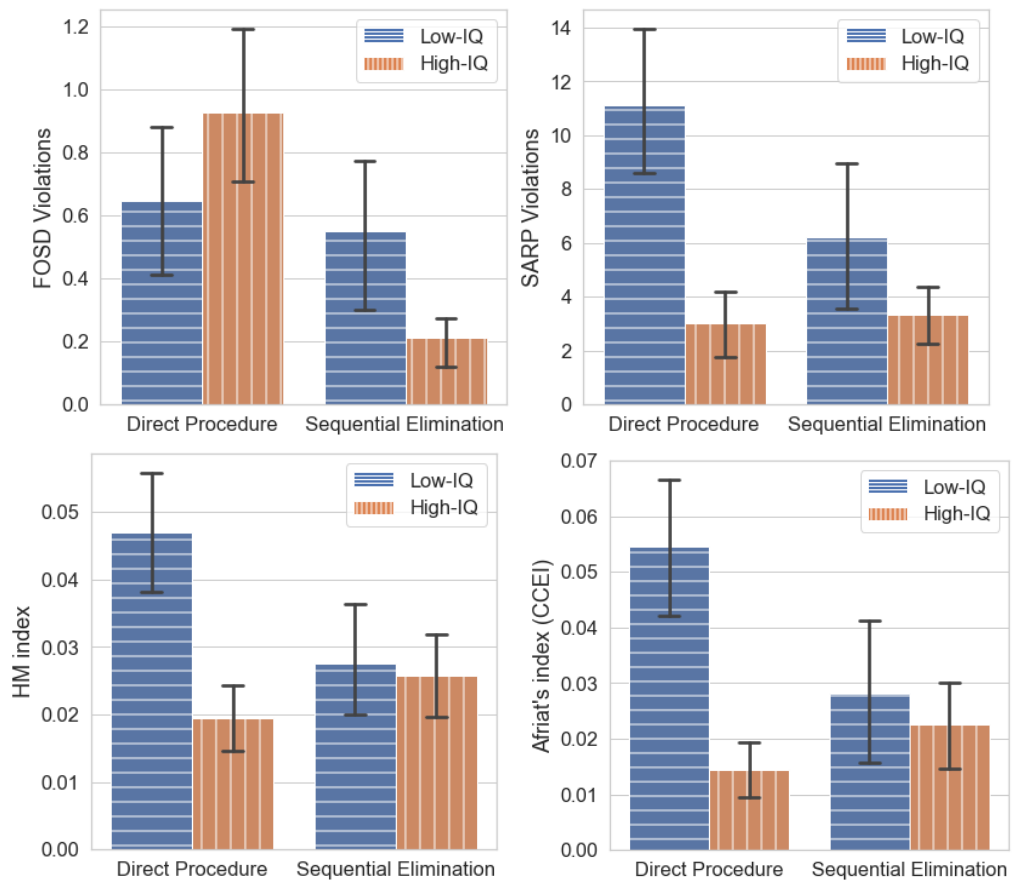 FOSD Violations
1.2
1.0
0.8
0.6
0.4
0.2
0.0
Low-IQ
High-IQ
Direct Procedure
Sequential Elimination
SARP Violations
14
12
10
8
6
4
2
0
Low-IQ
High-IQ
Direct Procedure
Sequential Elimination
HM index
0.05
0.04
0.03
0.02
0.01
0.00
Low-IQ
High-IQ
Direct Procedure
Sequential Elimination
Afriat's index (CCEI)
0.07
0.06
0.05
0.04
0.03
0.02
0.01
0.00
Low-IQ
High-IQ
Direct Procedure
Sequential Elimination